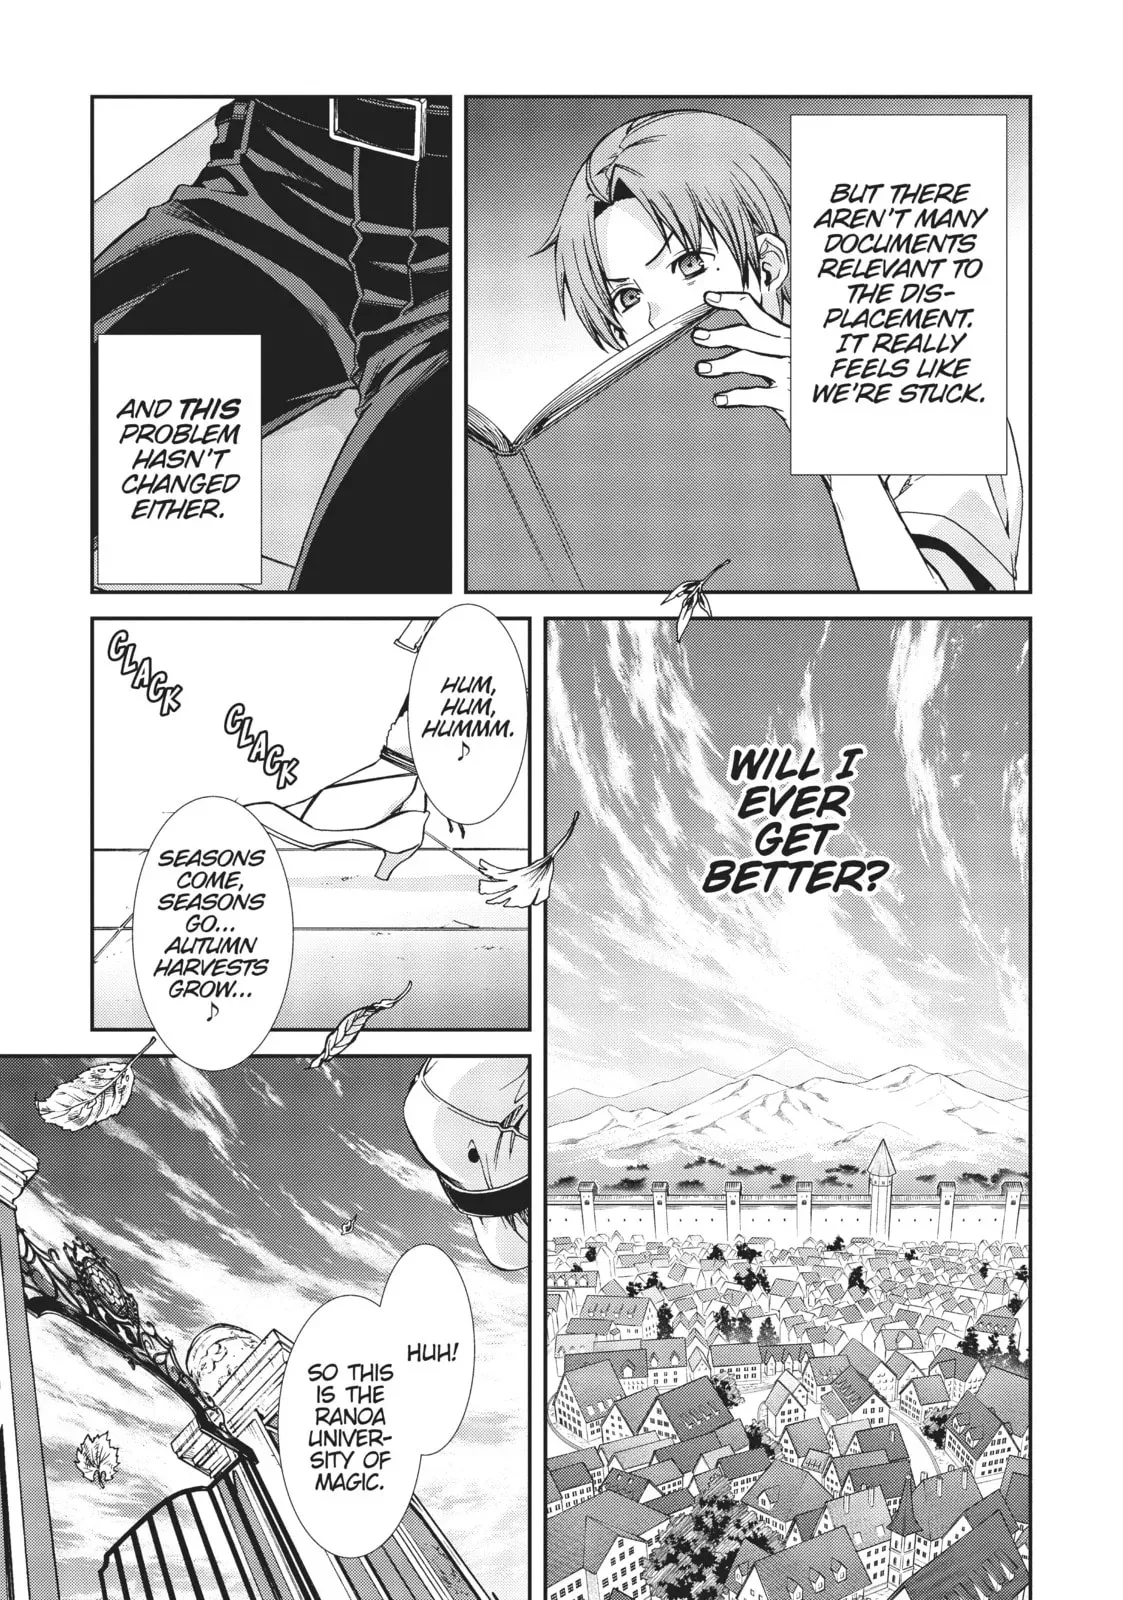 BUT THERE
AREN'T MANY
DOCUMENTS
RELEVANT TO
THE DIS-
PLACEMENT.
IT REALLY
FEELS LIKE
WE'RE STUCK.
AND THIS
PROBLEM
HASN'T
CHANGED
EITHER.
WILL I
EVER
GET
BETTER?
HUM,
HUM,
HUMMM.
♪
CLACK
CLACK
SEASONS
COME,
SEASONS
GO...
AUTUMN
HARVESTS
GROW...
♪
HUH!
SO THIS
IS THE
RANOA
UNIVER-
SITY OF
MAGIC.